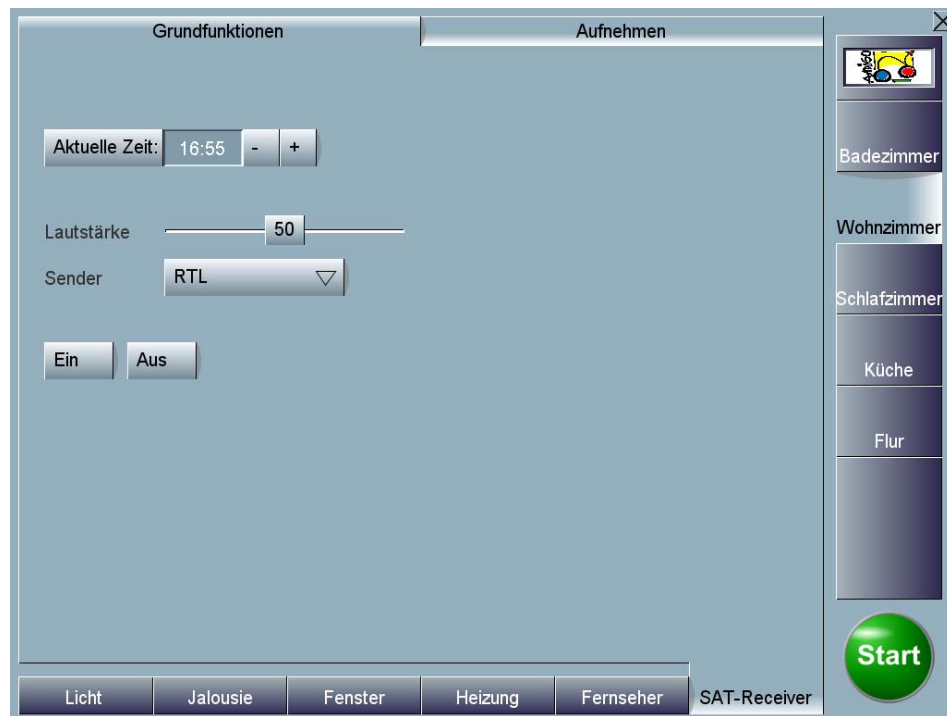 Grundfunktionen
Aufnehmen
Amigo
Aktuelle Zeit: 16:55 - +
Badezimmer
Lautstärke 50
Wohnzimmer
Sender RTL
Schlafzimmer
Ein Aus
Küche
Flur
Start
Licht Jalousie Fenster Heizung Fernseher SAT-Receiver